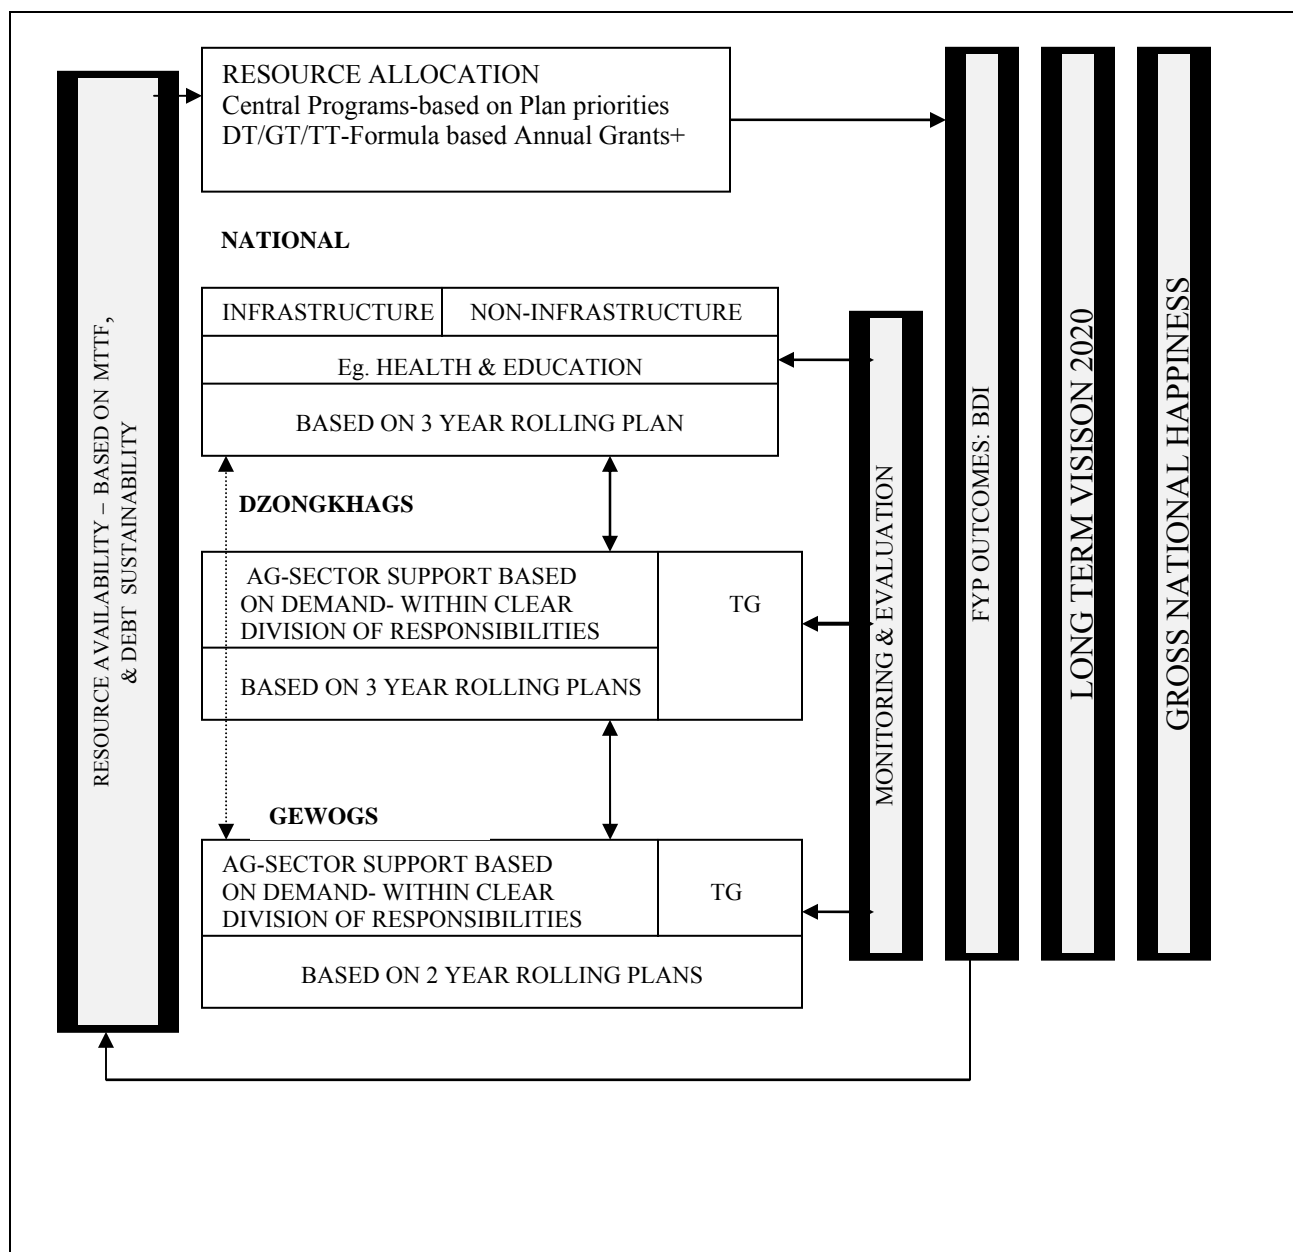 RESOURCE ALLOCATION
Central Programs-based on Plan priorities
DT/GT/TT-Formula based Annual Grants+
NATIONAL
INFRASTRUCTURE
NON-INFRASTRUCTURE
Eg. HEALTH & EDUCATION
BASED ON 3 YEAR ROLLING PLAN
DZONGKHAGS
AG-SECTOR SUPPORT BASED
ON DEMAND- WITHIN CLEAR
DIVISION OF RESPONSIBILITIES
TG
BASED ON 3 YEAR ROLLING PLANS
GEWOGS
AG-SECTOR SUPPORT BASED
ON DEMAND- WITHIN CLEAR
DIVISION OF RESPONSIBILITIES
TG
BASED ON 2 YEAR ROLLING PLANS
RESOURCE AVAILABILITY – BASED ON MTTF,
& DEBT SUSTAINABILITY
MONITORING & EVALUATION
FYP OUTCOMES: BDI
LONG TERM VISISON 2020
GROSS NATIONAL HAPPINESS